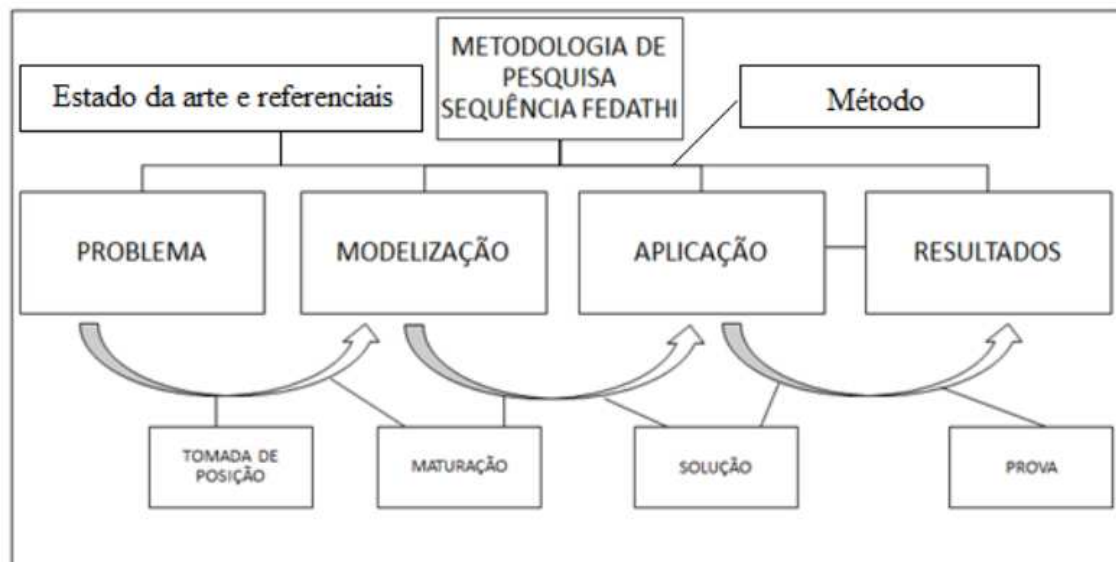 METODOLOGIA DE
PESQUISA
SEQUÊNCIA FEDATHI
Estado da arte e referenciais
Método
PROBLEMA
MODELIZAÇÃO
APLICAÇÃO
RESULTADOS
TOMADA DE
POSIÇÃO
MATURAÇÃO
SOLUÇÃO
PROVA